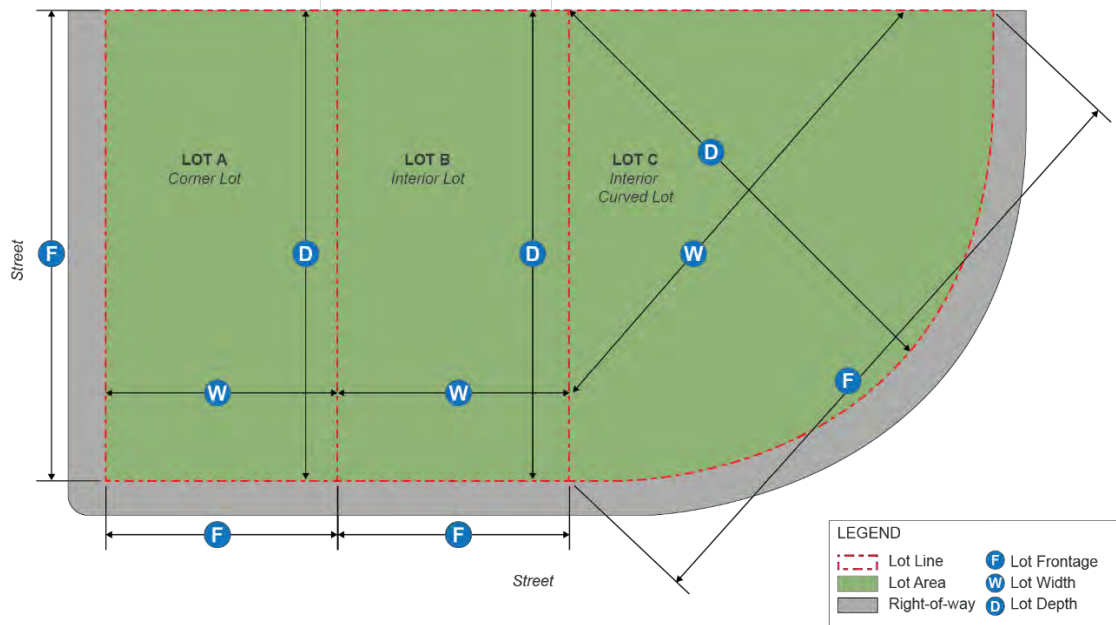 LOT A
Corner Lot
LOT B
Interior Lot
LOT C
Interior
Curved Lot
D
F
Street
D
D
W
W
W
F
F
F
Street
LEGEND
Lot Line
Lot Area
Right-of-way
F Lot Frontage
W Lot Width
D Lot Depth